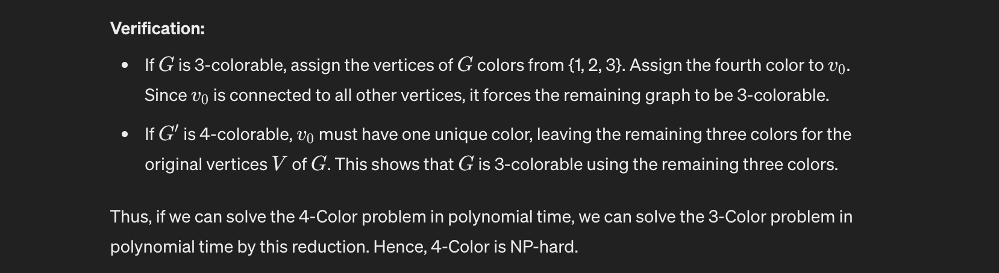 Verification:
• If G is 3-colorable, assign the vertices of G colors from {1, 2, 3}. Assign the fourth color to v₀.
Since v₀ is connected to all other vertices, it forces the remaining graph to be 3-colorable.
• If G′ is 4-colorable, v₀ must have one unique color, leaving the remaining three colors for the
original vertices V of G. This shows that G is 3-colorable using the remaining three colors.
Thus, if we can solve the 4-Color problem in polynomial time, we can solve the 3-Color problem in
polynomial time by this reduction. Hence, 4-Color is NP-hard.